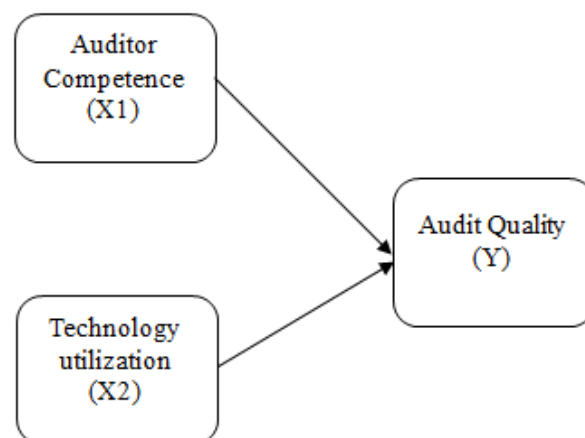 Auditor
Competence
(X1)
Audit Quality
(Y)
Technology
utilization
(X2)